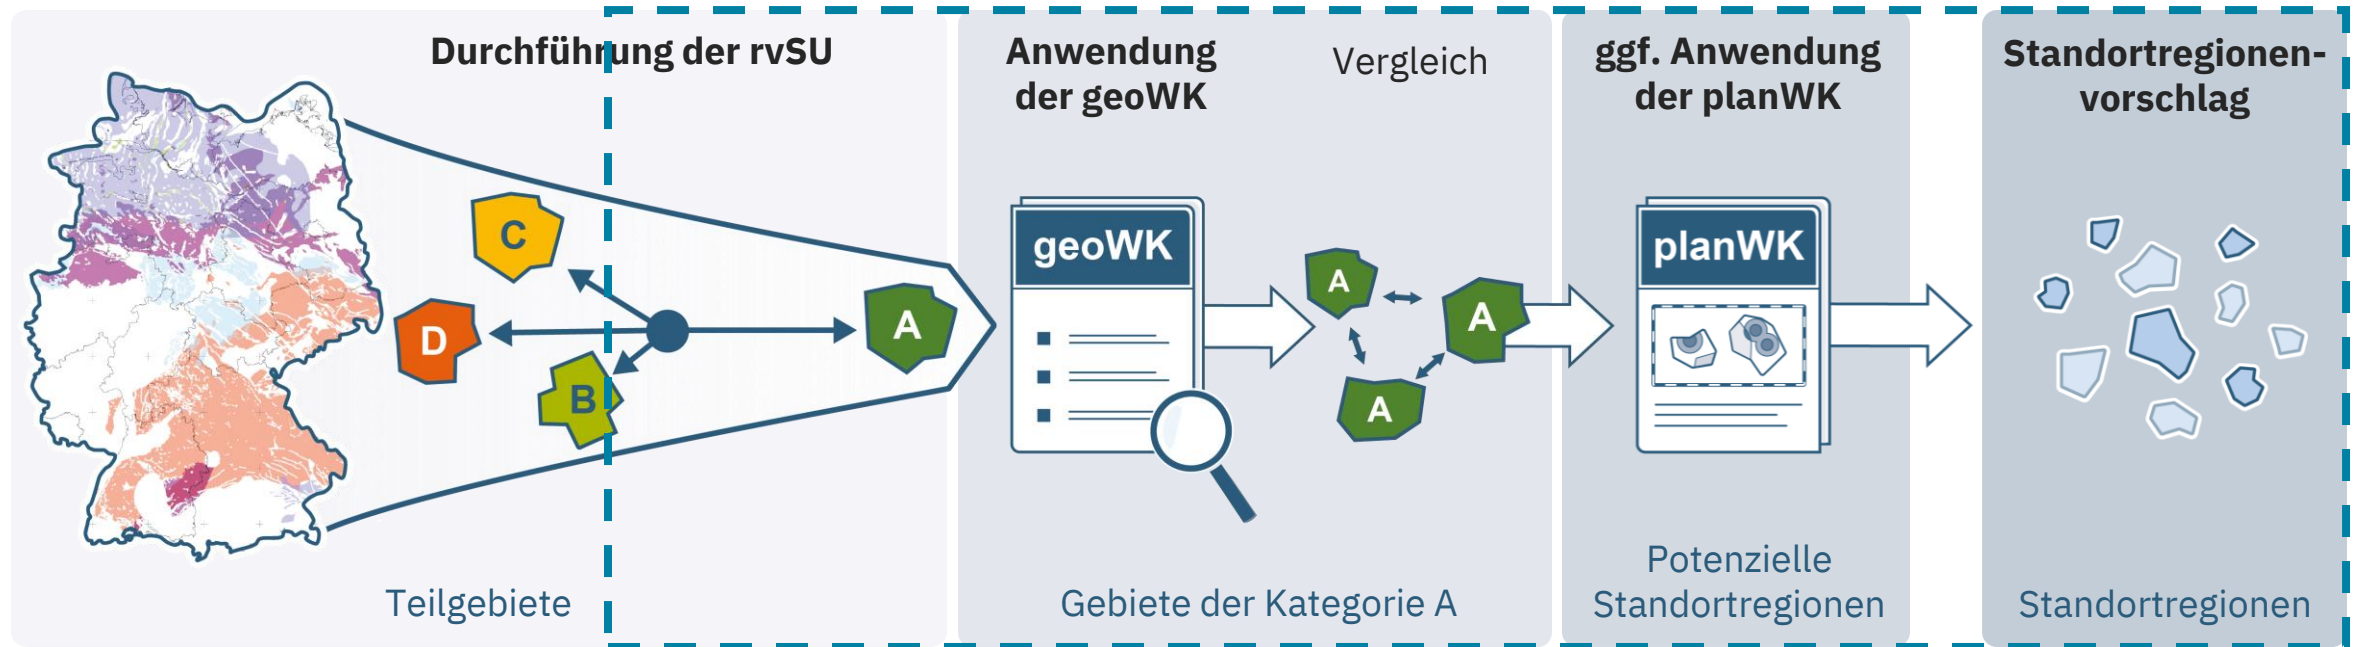 Durchführung der rvSU
C
D
B
A
Teilgebiete
Anwendung
der geoWK
Vergleich
geoWK
A
A
A
Gebiete der Kategorie A
ggf. Anwendung
der planWK
planWK
Potenzielle
Standortregionen
Standortregionen-
vorschlag
Standortregionen